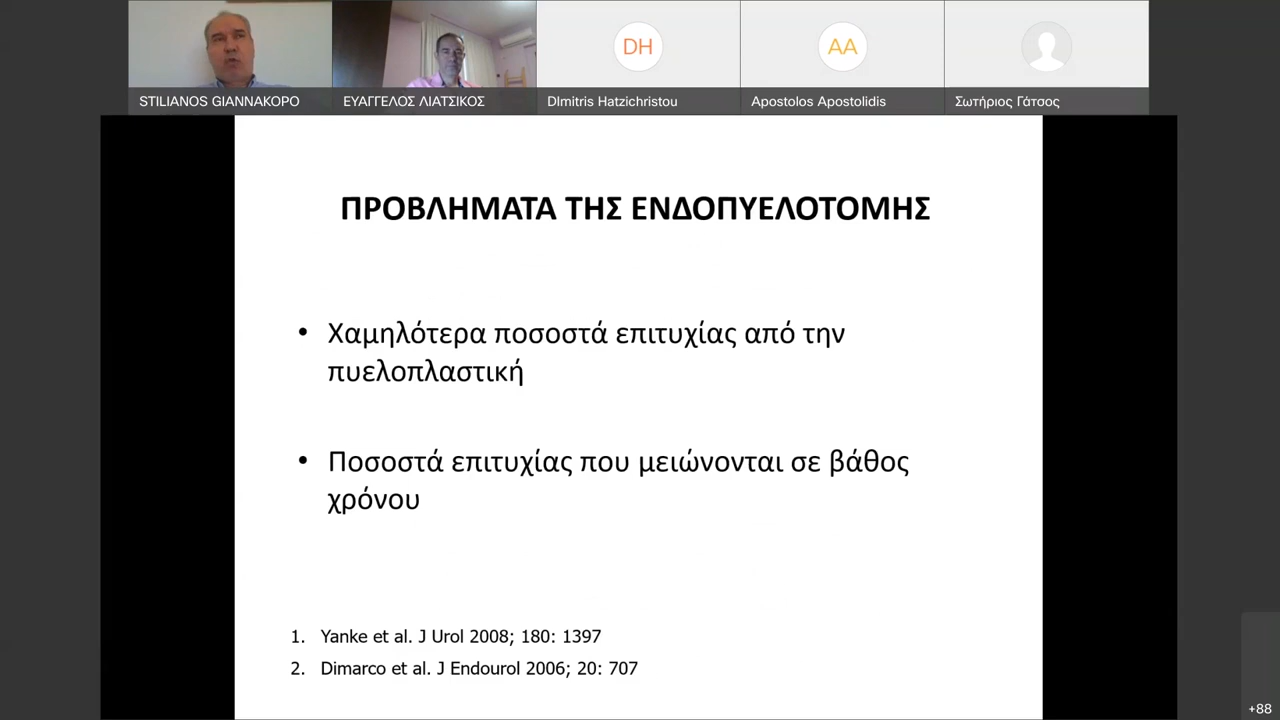 DH
AA
STILIANOS GIANNAKOPO
ΕΥΑΓΓΕΛΟΣ ΛΙΑΤΣΙΚΟΣ
DImitris Hatzichristou
Apostolos Apostolidis
Σωτήριος Γάτσος
ΠΡΟΒΛΗΜΑΤΑ ΤΗΣ ΕΝΔΟΠΥΕΛΟΤΟΜΗΣ
• Χαμηλότερα ποσοστά επιτυχίας από την
πυελοπλαστική
• Ποσοστά επιτυχίας που μειώνονται σε βάθος
χρόνου
1. Yanke et al. J Urol 2008; 180: 1397
2. Dimarco et al. J Endourol 2006; 20: 707
+88